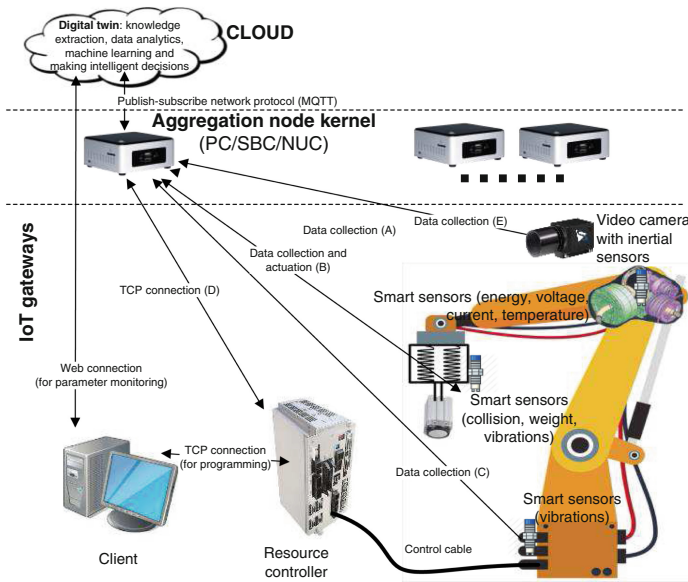 Digital twin: knowledge
extraction, data analytics,
machine learning and
making intelligent decisions
CLOUD
Publish-subscribe network protocol (MQTT)
Aggregation node kernel
(PC/SBC/NUC)
IoT gateways
Data collection (E)
Data collection (A)
Video camera
with inertial
sensors
Data collection and
actuation (B)
TCP connection (D)
Smart sensors (energy, voltage,
current, temperature)
Web connection
(for parameter monitoring)
Smart sensors
(collision, weight,
vibrations)
TCP connection
(for programming)
Data collection (C)
Smart sensors
(vibrations)
Control cable
Client
Resource
controller